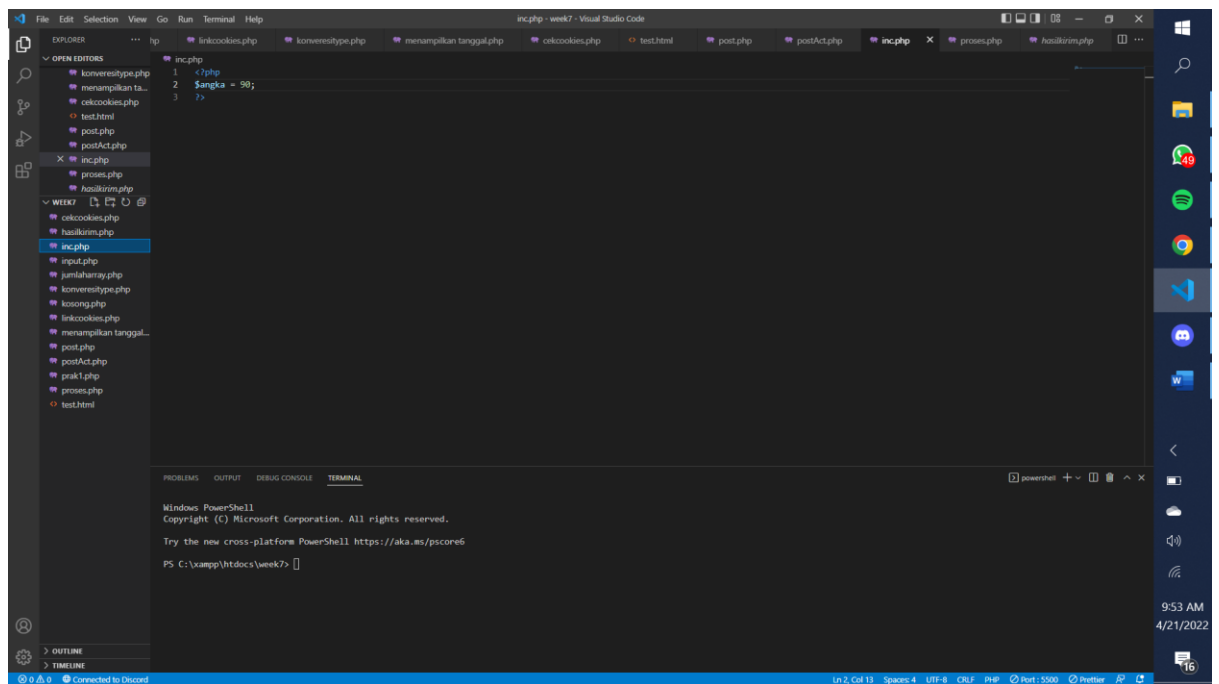 File Edit Selection View Go Run Terminal Help inc.php - week7 - Visual Studio Code
EXPLORER
hp linkcookies.php konveresitype.php menampilkan tanggal.php cekcookies.php test.html post.php postAct.php inc.php proses.php hasilkirim.php
OPEN EDITORS
konveresitype.php
menampilkan ta...
cekcookies.php
test.html
post.php
postAct.php
inc.php
proses.php
hasilkirim.php
WEEK7
cekcookies.php
hasilkirim.php
inc.php
input.php
jumlaharray.php
konveresitype.php
kosong.php
linkcookies.php
menampilkan tanggal...
post.php
postAct.php
prak1.php
proses.php
test.html
OUTLINE
TIMELINE
inc.php
1 <?php
2 $angka = 90;
3 ?>
PROBLEMS OUTPUT DEBUG CONSOLE TERMINAL
powershell
Windows PowerShell
Copyright (C) Microsoft Corporation. All rights reserved.
Try the new cross-platform PowerShell https://aka.ms/pscore6
PS C:\xampp\htdocs\week7>
0 0 Connected to Discord Ln 2, Col 13 Spaces: 4 UTF-8 CRLF PHP Port : 5500 Prettier
49
W
9:53 AM
4/21/2022
16